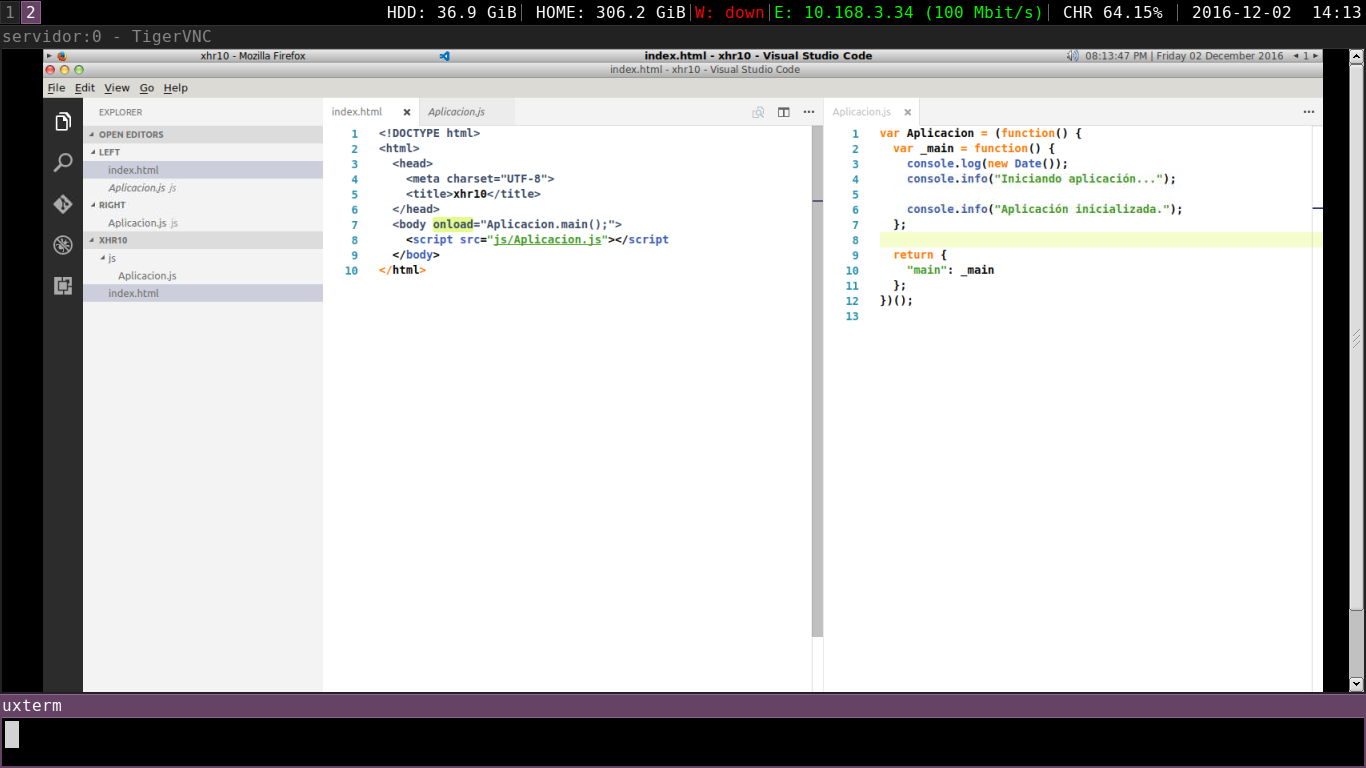 1 2 HDD: 36.9 GiB| HOME: 306.2 GiB|W: down|E: 10.168.3.34 (100 Mbit/s)| CHR 64.15% | 2016-12-02 14:13
servidor:0 - TigerVNC
xhr10 - Mozilla Firefox index.html - xhr10 - Visual Studio Code 08:13:47 PM | Friday 02 December 2016 1
index.html - xhr10 - Visual Studio Code
File Edit View Go Help
EXPLORER
OPEN EDITORS
LEFT
index.html
Aplicacion.js js
RIGHT
Aplicacion.js js
XHR10
js
Aplicacion.js
index.html
index.html Aplicacion.js
1 <!DOCTYPE html>
2 <html>
3 <head>
4 <meta charset="UTF-8">
5 <title>xhr10</title>
6 </head>
7 <body onload="Aplicacion.main();">
8 <script src="js/Aplicacion.js"></script
9 </body>
10 </html>
Aplicacion.js
1 var Aplicacion = (function() {
2 var _main = function() {
3 console.log(new Date());
4 console.info("Iniciando aplicación...");
5
6 console.info("Aplicación inicializada.");
7 };
8
9 return {
10 "main": _main
11 };
12 })();
13
uxterm